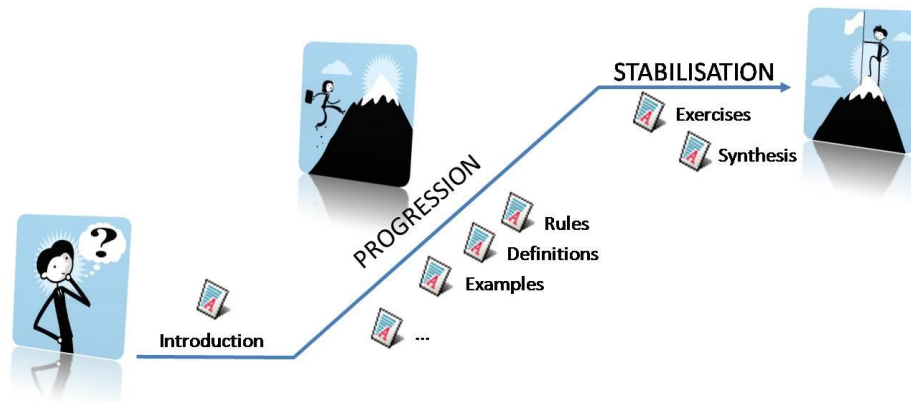 STABILISATION
Exercises
Synthesis
PROGRESSION
Rules
Definitions
Examples
...
?
Introduction
A
A
A
A
A
A
A